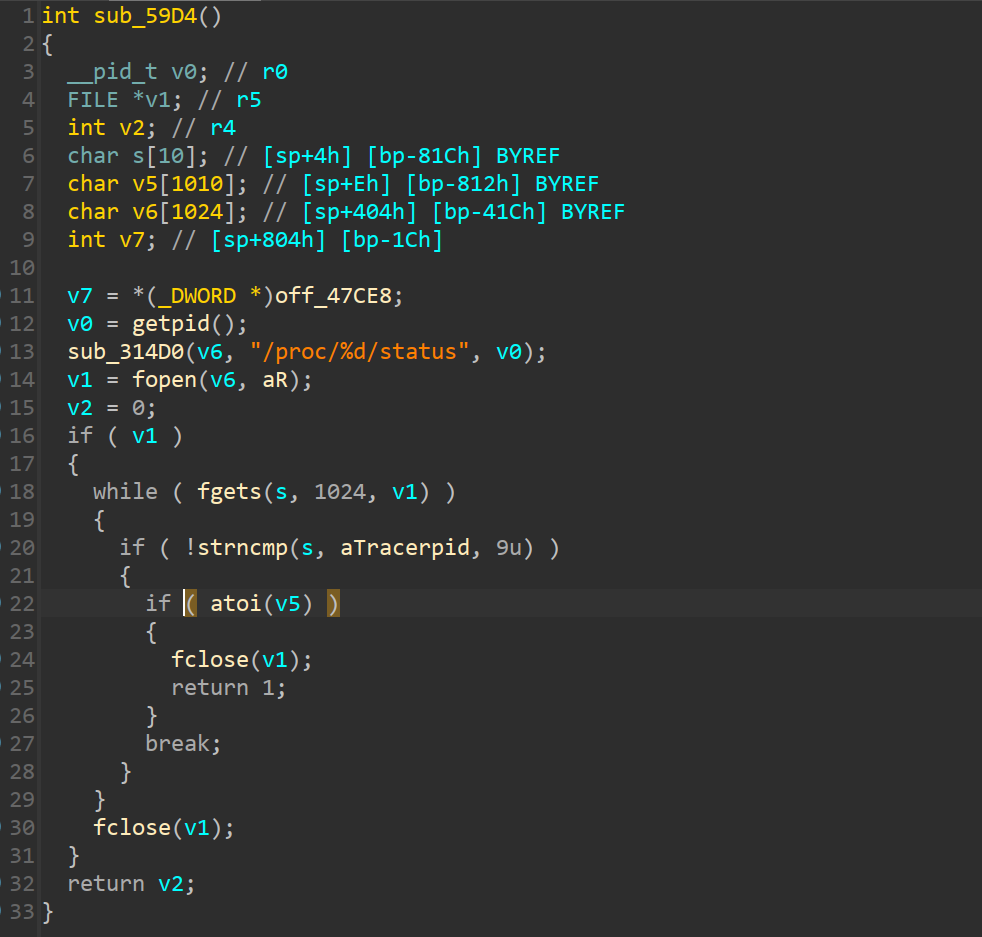 1 int sub_59D4()
2 {
3   __pid_t v0; // r0
4   FILE *v1; // r5
5   int v2; // r4
6   char s[10]; // [sp+4h] [bp-81Ch] BYREF
7   char v5[1010]; // [sp+Eh] [bp-812h] BYREF
8   char v6[1024]; // [sp+404h] [bp-41Ch] BYREF
9   int v7; // [sp+804h] [bp-1Ch]
10
11   v7 = *(_DWORD *)off_47CE8;
12   v0 = getpid();
13   sub_314D0(v6, "/proc/%d/status", v0);
14   v1 = fopen(v6, aR);
15   v2 = 0;
16   if ( v1 )
17   {
18     while ( fgets(s, 1024, v1) )
19     {
20       if ( !strncmp(s, aTracerpid, 9u) )
21       {
22         if ( atoi(v5) )
23         {
24           fclose(v1);
25           return 1;
26         }
27         break;
28       }
29     }
30     fclose(v1);
31   }
32   return v2;
33 }